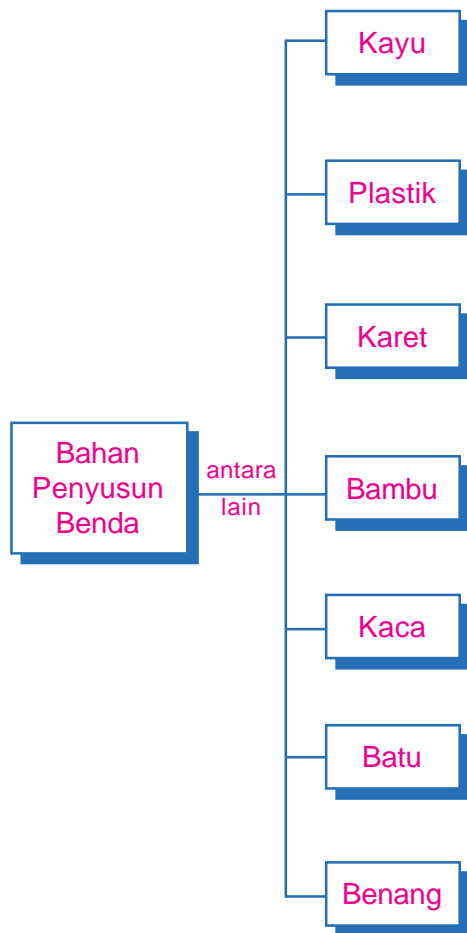 Bahan
Penyusun
Benda
antara
lain
Kayu
Plastik
Karet
Bambu
Kaca
Batu
Benang